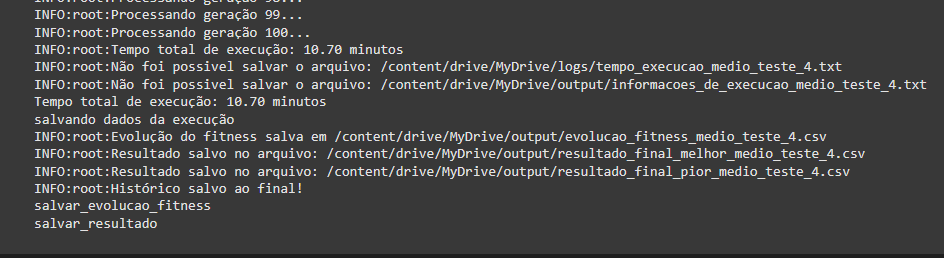 INFO:root:Processando geração 98...
INFO:root:Processando geração 99...
INFO:root:Processando geração 100...
INFO:root:Tempo total de execução: 10.70 minutos
INFO:root:Não foi possivel salvar o arquivo: /content/drive/MyDrive/logs/tempo_execucao_medio_teste_4.txt
INFO:root:Não foi possivel salvar o arquivo: /content/drive/MyDrive/output/informacoes_de_execucao_medio_teste_4.txt
Tempo total de execução: 10.70 minutos
salvando dados da execução
INFO:root:Evolução do fitness salva em /content/drive/MyDrive/output/evolucao_fitness_medio_teste_4.csv
INFO:root:Resultado salvo no arquivo: /content/drive/MyDrive/output/resultado_final_melhor_medio_teste_4.csv
INFO:root:Resultado salvo no arquivo: /content/drive/MyDrive/output/resultado_final_pior_medio_teste_4.csv
INFO:root:Histórico salvo ao final!
salvar_evolucao_fitness
salvar_resultado